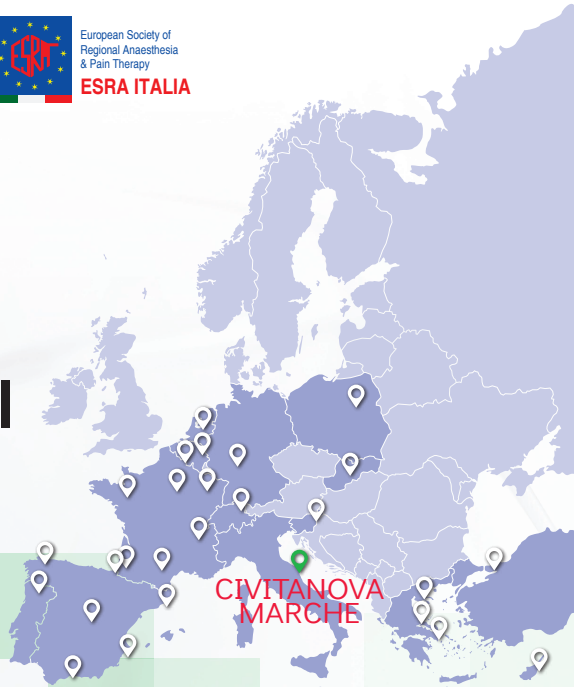 ESRA
European Society of
Regional Anaesthesia
& Pain Therapy
ESRA ITALIA
CIVITANOVA
MARCHE